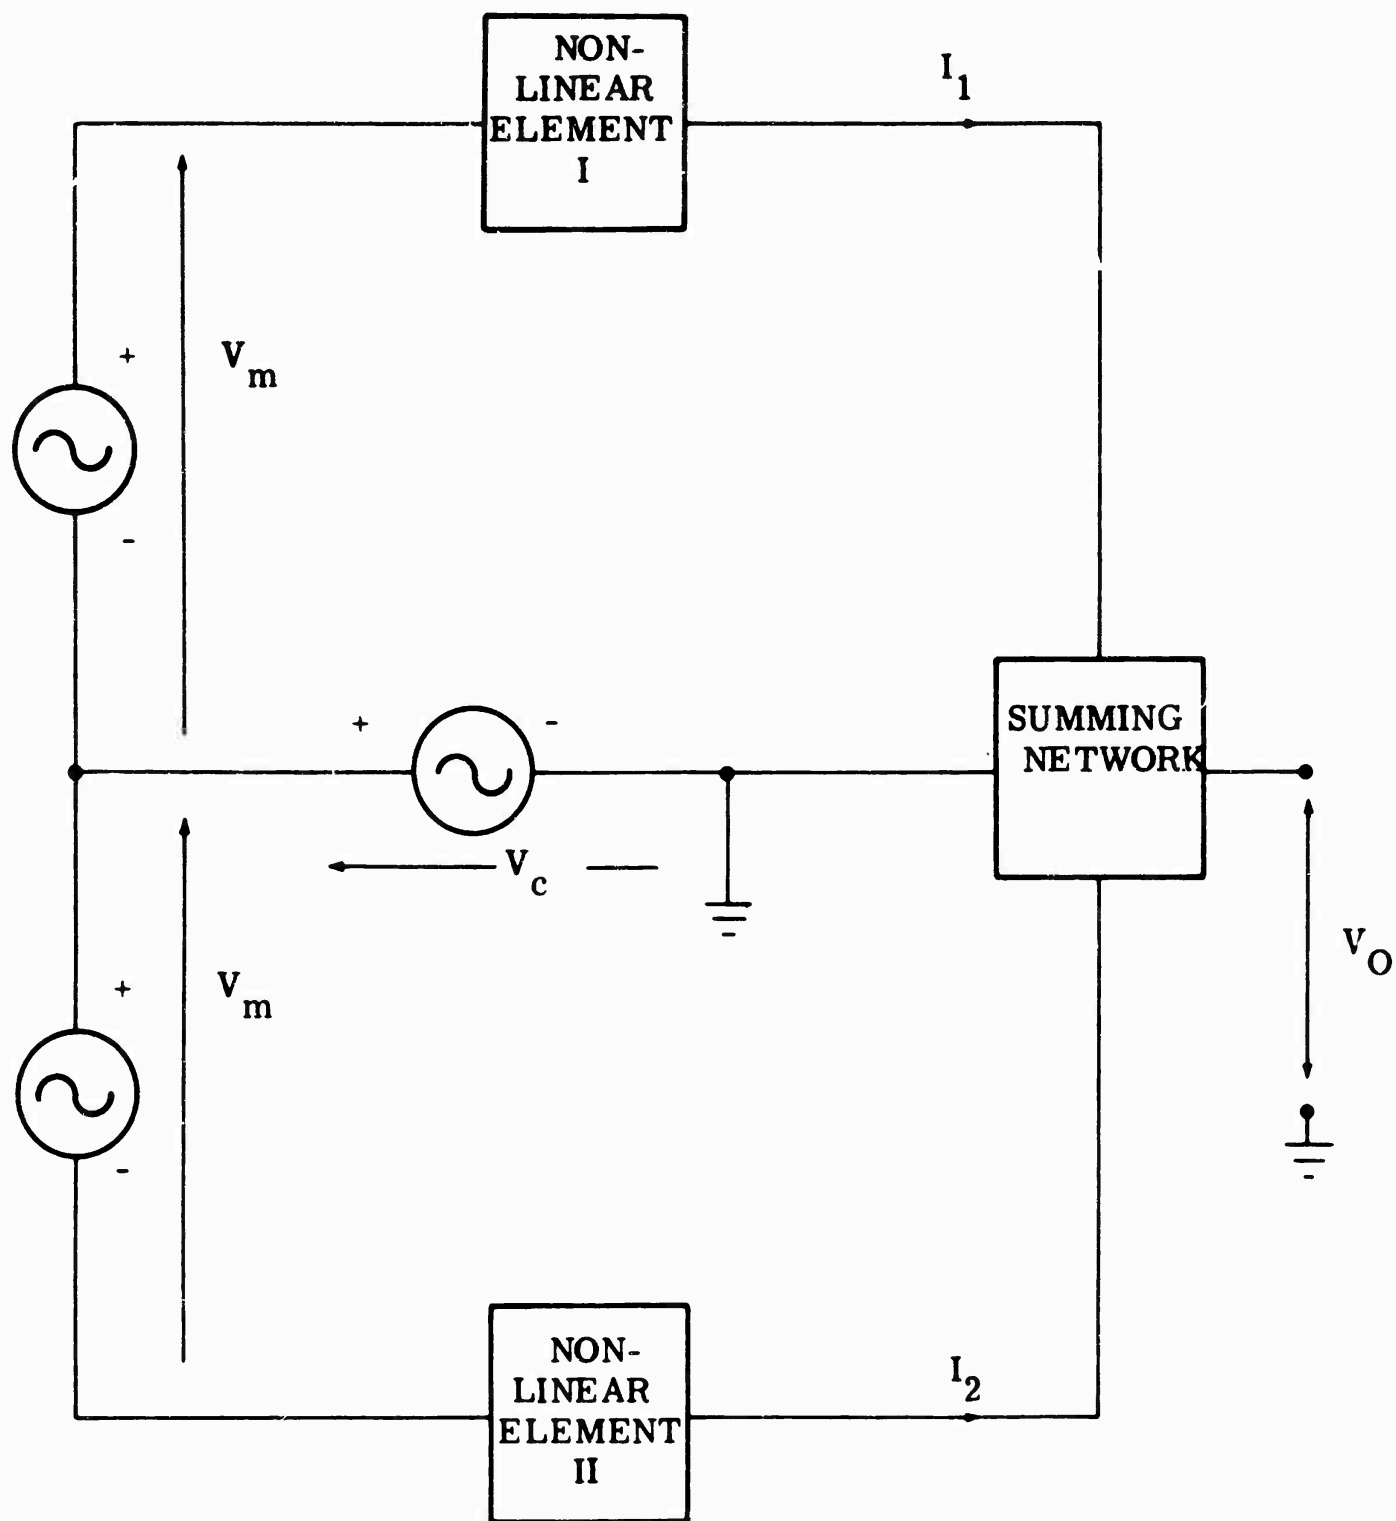 NON-
LINEAR
ELEMENT
I
I1
+
Vm
-
+
-
SUMMING
NETWORK
Vc
VO
+
Vm
-
NON-
LINEAR
ELEMENT
II
I2